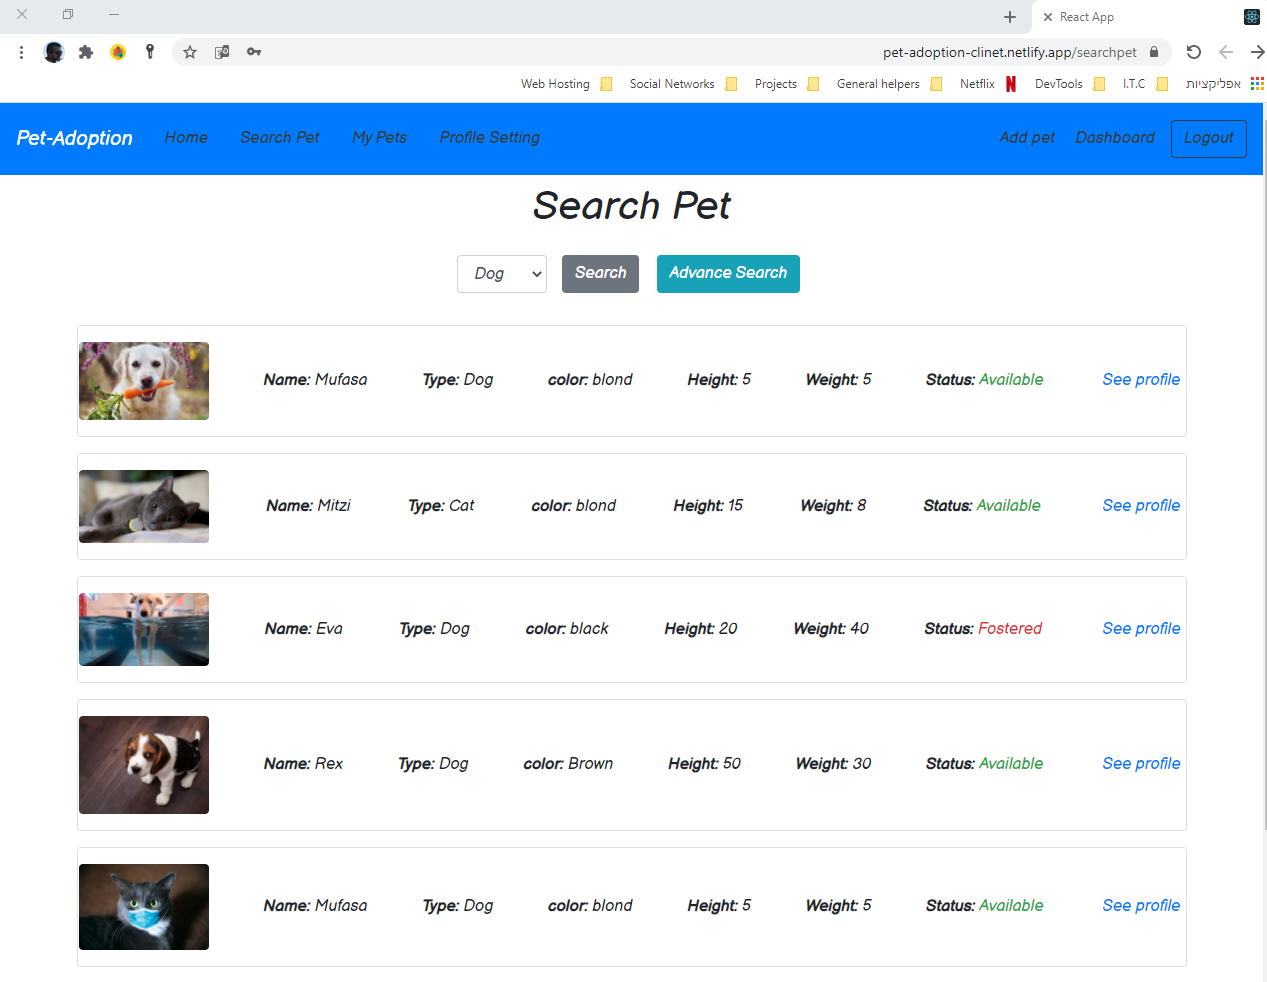 React App
pet-adoption-clinet.netlify.app/searchpet
Web Hosting Social Networks Projects General helpers Netflix DevTools I.T.C אפליקציות
Pet-Adoption Home Search Pet My Pets Profile Setting Add pet Dashboard Logout
Search Pet
Dog Search Advance Search
Name: Mufasa Type: Dog color: blond Height: 5 Weight: 5 Status: Available See profile
Name: Mitzi Type: Cat color: blond Height: 15 Weight: 8 Status: Available See profile
Name: Eva Type: Dog color: black Height: 20 Weight: 40 Status: Fostered See profile
Name: Rex Type: Dog color: Brown Height: 50 Weight: 30 Status: Available See profile
Name: Mufasa Type: Dog color: blond Height: 5 Weight: 5 Status: Available See profile